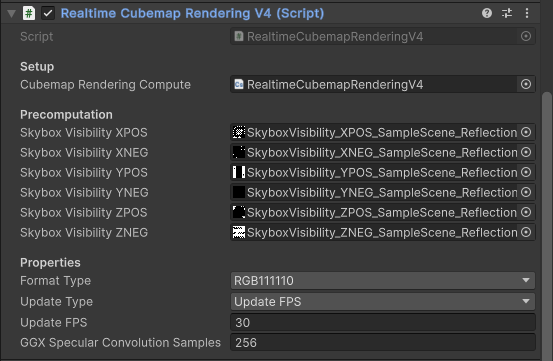 Realtime Cubemap Rendering V4 (Script)
Script RealtimeCubemapRenderingV4
Setup
Cubemap Rendering Compute RealtimeCubemapRenderingV4
Precomputation
Skybox Visibility XPOS SkyboxVisibility_XPOS_SampleScene_Reflection
Skybox Visibility XNEG SkyboxVisibility_XNEG_SampleScene_Reflection
Skybox Visibility YPOS SkyboxVisibility_YPOS_SampleScene_Reflection
Skybox Visibility YNEG SkyboxVisibility_YNEG_SampleScene_Reflection
Skybox Visibility ZPOS SkyboxVisibility_ZPOS_SampleScene_Reflection
Skybox Visibility ZNEG SkyboxVisibility_ZNEG_SampleScene_Reflection
Properties
Format Type RGB111110
Update Type Update FPS
Update FPS 30
GGX Specular Convolution Samples 256